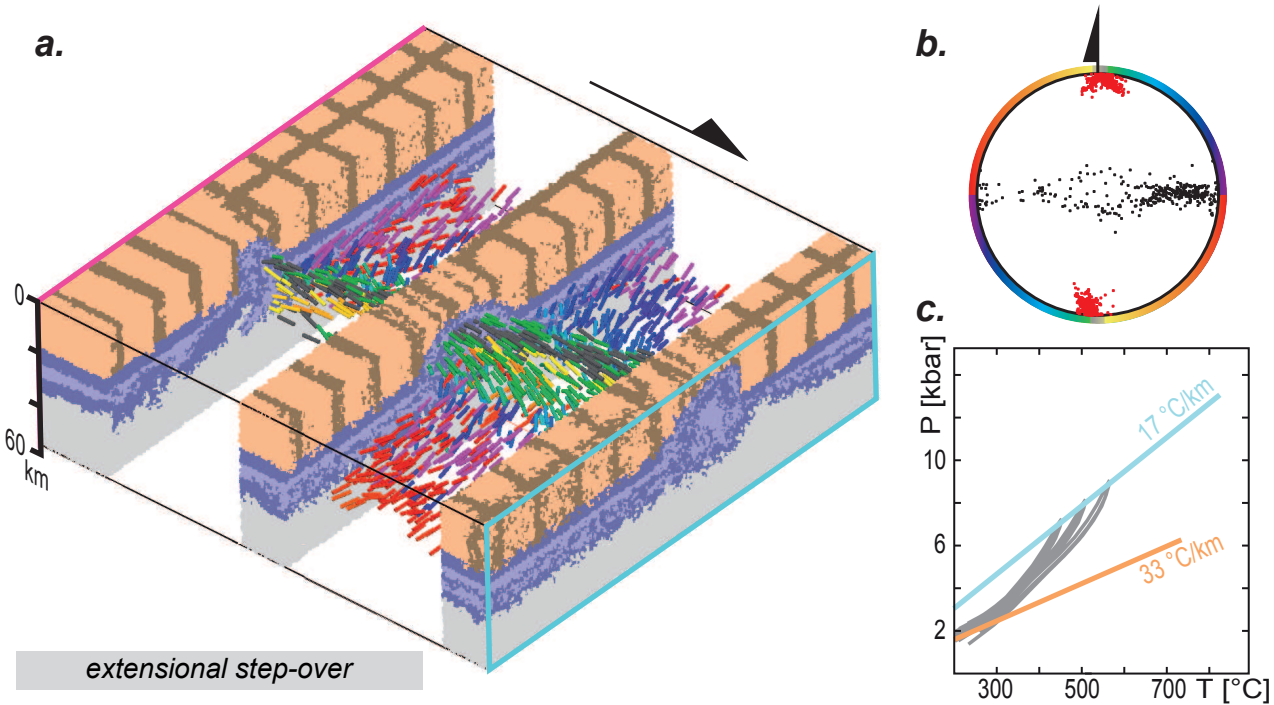 a.
b.
0
60
km
extensional step-over
c.
P [kbar]
10
6
2
17 °C/km
33 °C/km
300
500
700
T [°C]